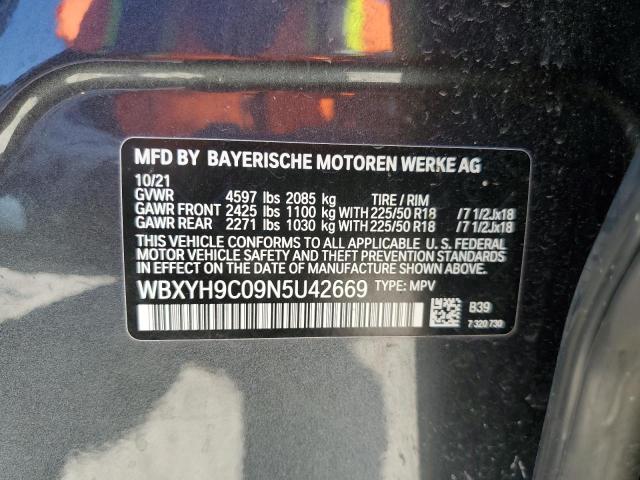 MFD BY BAYERISCHE MOTOREN WERKE AG
10/21
GVWR 4597 lbs 2085 kg TIRE / RIM
GAWR FRONT 2425 lbs 1100 kg WITH 225/50 R18 /7 1/2Jx18
GAWR REAR 2271 lbs 1030 kg WITH 225/50 R18 /7 1/2Jx18
THIS VEHICLE CONFORMS TO ALL APPLICABLE U. S. FEDERAL
MOTOR VEHICLE SAFETY, BUMPER, AND THEFT PREVENTION
STANDARDS IN EFFECT ON THE DATE OF MANUFACTURE SHOWN ABOVE.
WBXYH9C09N5U42669 TYPE: MPV
B39
7 320 730